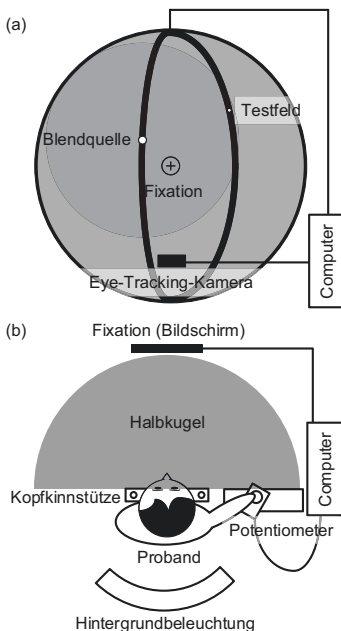 (a)
Testfeld
Blendquelle
Fixation
Computer
Eye-Tracking-Kamera
(b)
Fixation (Bildschirm)
Halbkugel
Computer
Kopfkinnstütze
Potentiometer
Proband
Hintergrundbeleuchtung